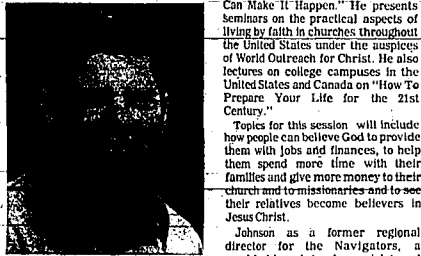 Can Make It Happen." He presents
seminars on the practical aspects of
living by faith in churches throughout
the United States under the auspices
of World Outreach for Christ. He also
lectures on college campuses in the
United States and Canada on "How To
Prepare Your Life for the 21st
Century."
Topics for this session will include
how people can believe God to provide
them with jobs and finances, to help
them spend more time with their
families and give more money to their
church and to missionaries and to see
their relatives become believers in
Jesus Christ.
Johnson as a former regional
director for the Navigators, a